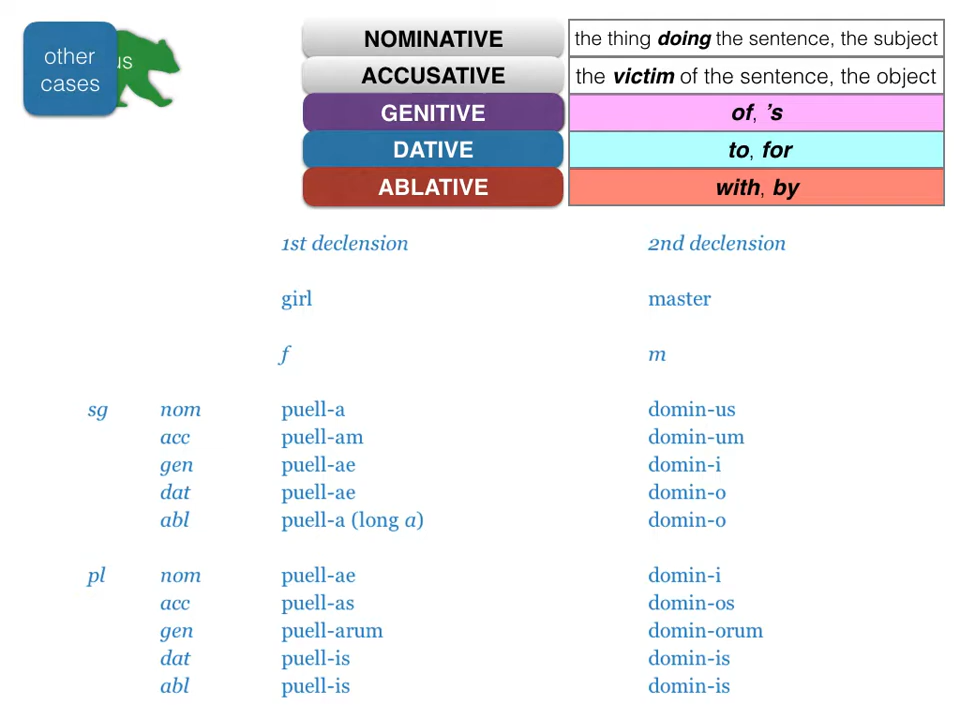 other
cases
us
NOMINATIVE the thing doing the sentence, the subject
ACCUSATIVE the victim of the sentence, the object
GENITIVE of, 's
DATIVE to, for
ABLATIVE with, by
1st declension 2nd declension
girl master
f m
sg nom puell-a domin-us
acc puell-am domin-um
gen puell-ae domin-i
dat puell-ae domin-o
abl puell-a (long a) domin-o
pl nom puell-ae domin-i
acc puell-as domin-os
gen puell-arum domin-orum
dat puell-is domin-is
abl puell-is domin-is